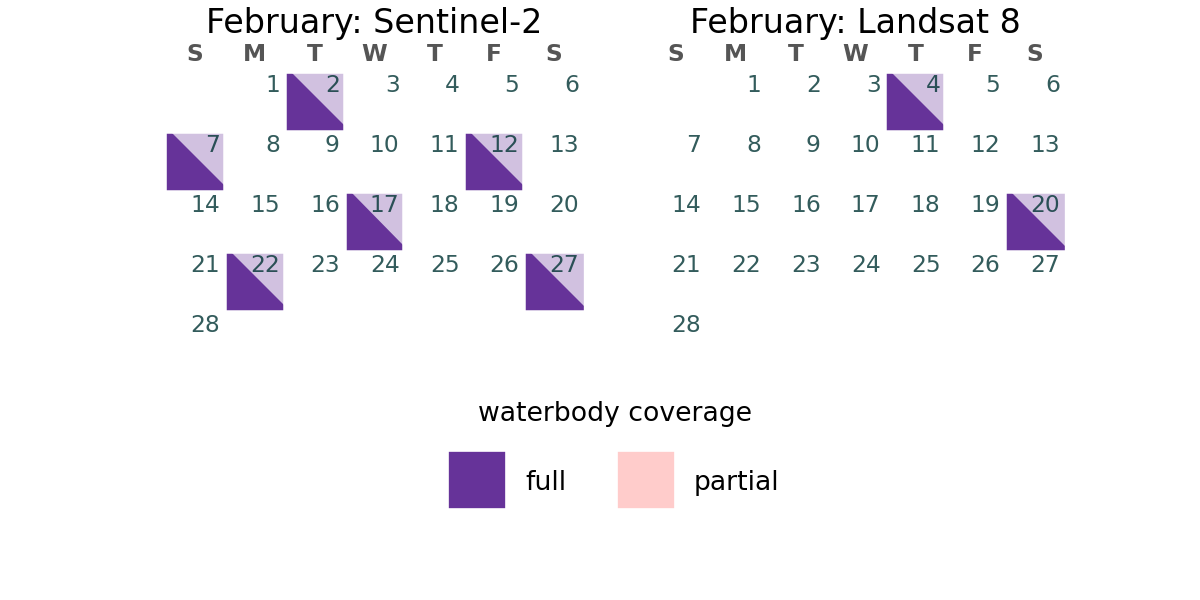 February: Sentinel-2
S M T W T F S
1 2 3 4 5 6
7 8 9 10 11 12 13
14 15 16 17 18 19 20
21 22 23 24 25 26 27
28
February: Landsat 8
S M T W T F S
1 2 3 4 5 6
7 8 9 10 11 12 13
14 15 16 17 18 19 20
21 22 23 24 25 26 27
28
waterbody coverage
full partial